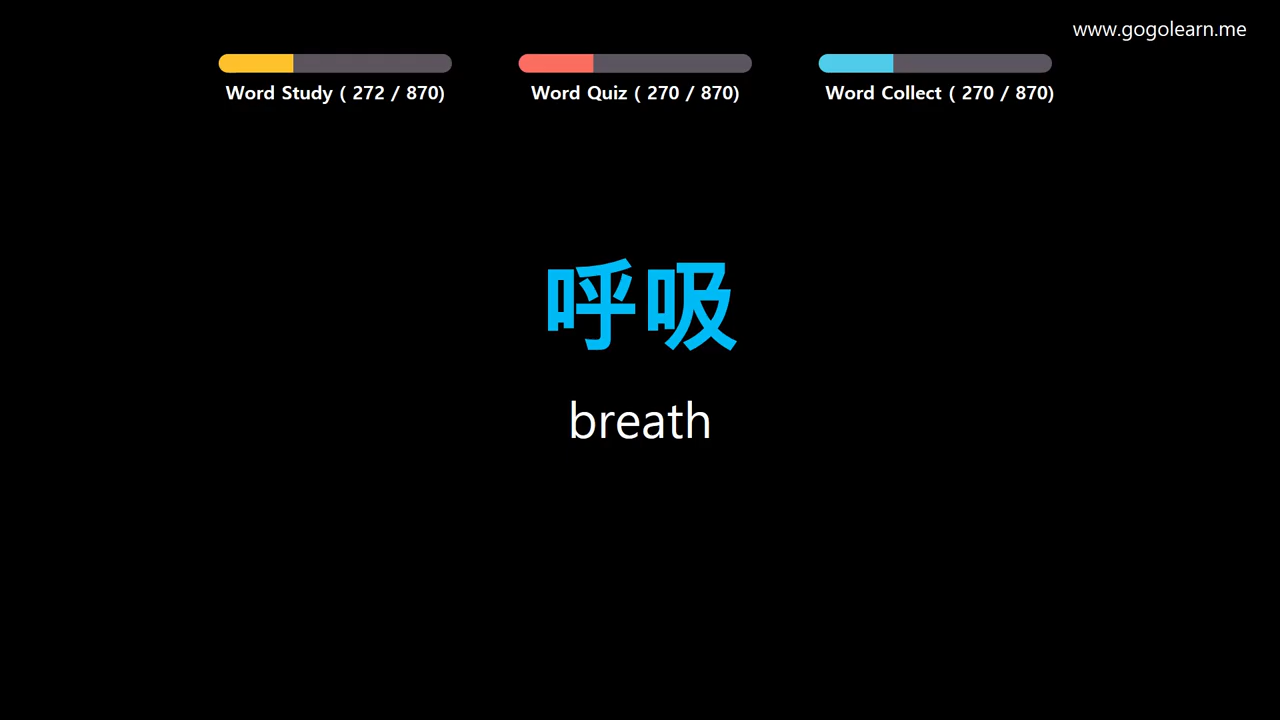 www.gogolearn.me
Word Study ( 272 / 870)
Word Quiz ( 270 / 870)
Word Collect ( 270 / 870)
呼吸
breath